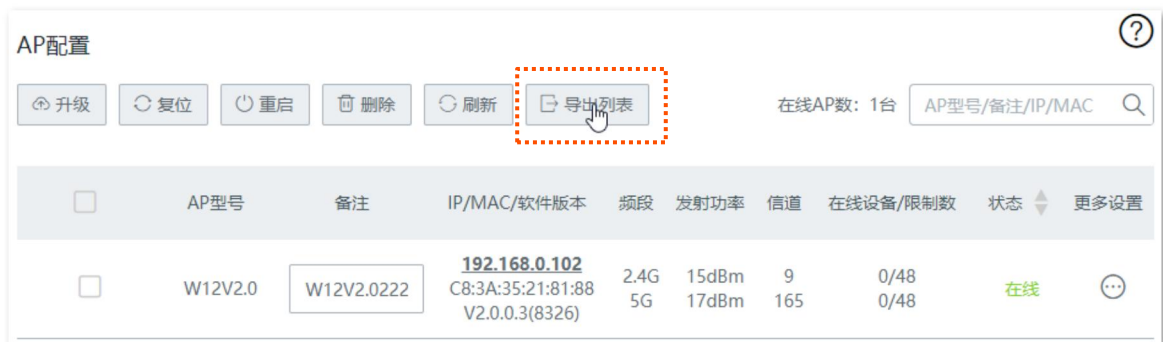 AP配置
?
升级 复位 重启 删除 刷新 导出列表 在线AP数：1台 AP型号/备注/IP/MAC
AP型号 备注 IP/MAC/软件版本 频段 发射功率 信道 在线设备/限制数 状态 更多设置
192.168.0.102
W12V2.0 W12V2.0222 C8:3A:35:21:81:88 2.4G 15dBm 9 0/48 在线
V2.0.0.3(8326) 5G 17dBm 165 0/48